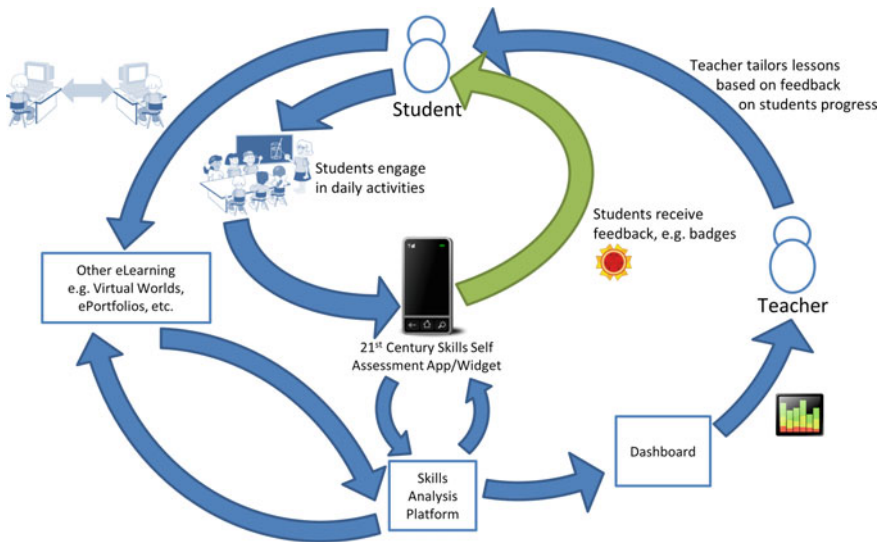 Student
Teacher tailors lessons
based on feedback
on students progress
Students engage
in daily activities
Students receive
feedback, e.g. badges
Other eLearning
e.g. Virtual Worlds,
ePortfolios, etc.
Teacher
21st Century Skills Self
Assessment App/Widget
Dashboard
Skills
Analysis
Platform